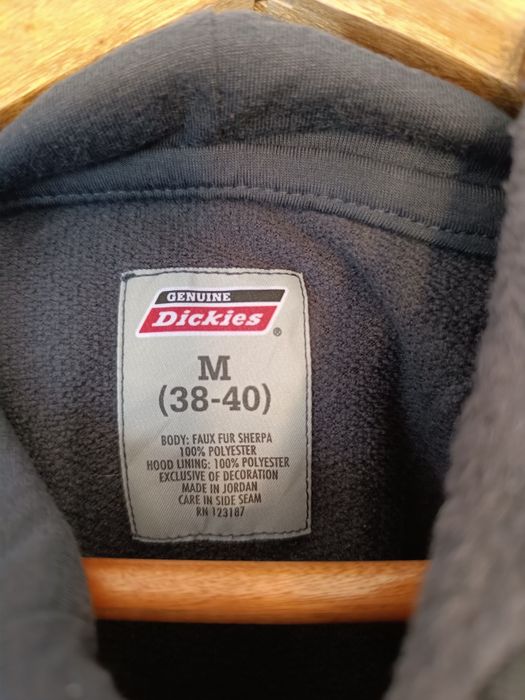 GENUINE
Dickies®
M
(38-40)
BODY: FAUX FUR SHERPA
100% POLYESTER
HOOD LINING: 100% POLYESTER
EXCLUSIVE OF DECORATION
MADE IN JORDAN
CARE IN SIDE SEAM
RN 123187